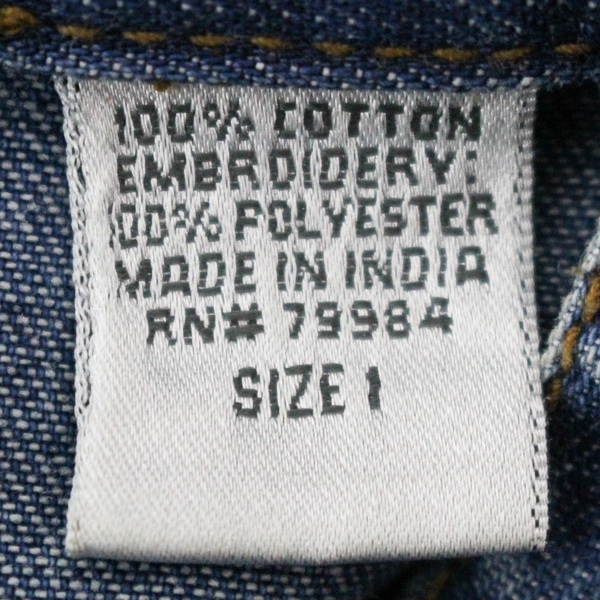 100% COTTON
EMBROIDERY:
100% POLYESTER
MADE IN INDIA
RN# 79984
SIZE 1